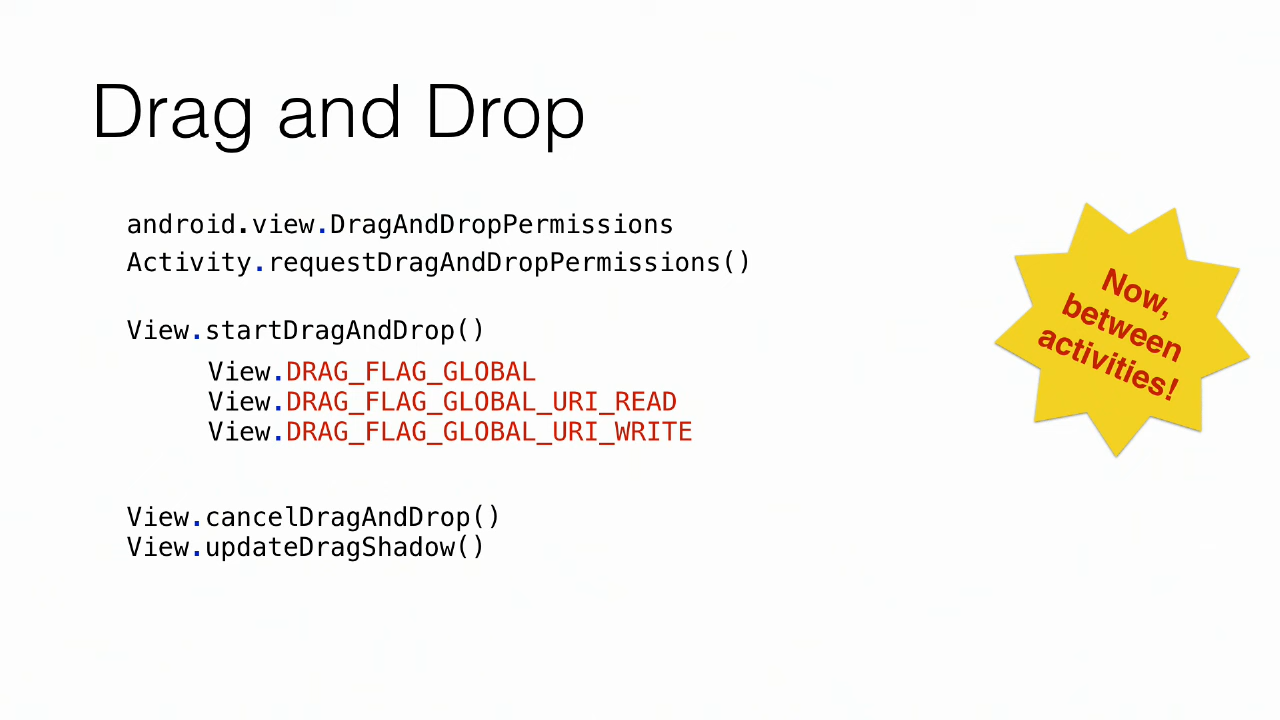 Drag and Drop
android.view.DragAndDropPermissions
Activity.requestDragAndDropPermissions()
View.startDragAndDrop()
View.DRAG_FLAG_GLOBAL
View.DRAG_FLAG_GLOBAL_URI_READ
View.DRAG_FLAG_GLOBAL_URI_WRITE
View.cancelDragAndDrop()
View.updateDragShadow()
Now,
between
activities!